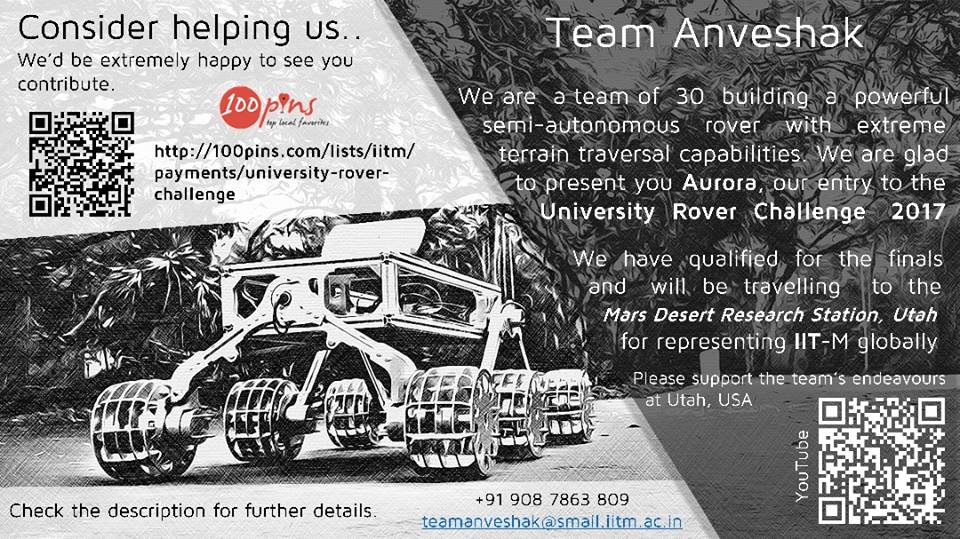 Consider helping us..
We'd be extremely happy to see you
contribute.
100pins
top local favorites
http://100pins.com/lists/iitm/
payments/university-rover-
challenge
Team Anveshak
We are a team of 30 building a powerful
semi-autonomous rover with extreme
terrain traversal capabilities. We are glad
to present you Aurora, our entry to the
University Rover Challenge 2017
We have qualified for the finals
and will be travelling to the
Mars Desert Research Station, Utah
for representing IIT-M globally
Please support the team's endeavours
at Utah, USA
YouTube
Check the description for further details.
+91 908 7863 809
teamanveshak@smail.iitm.ac.in